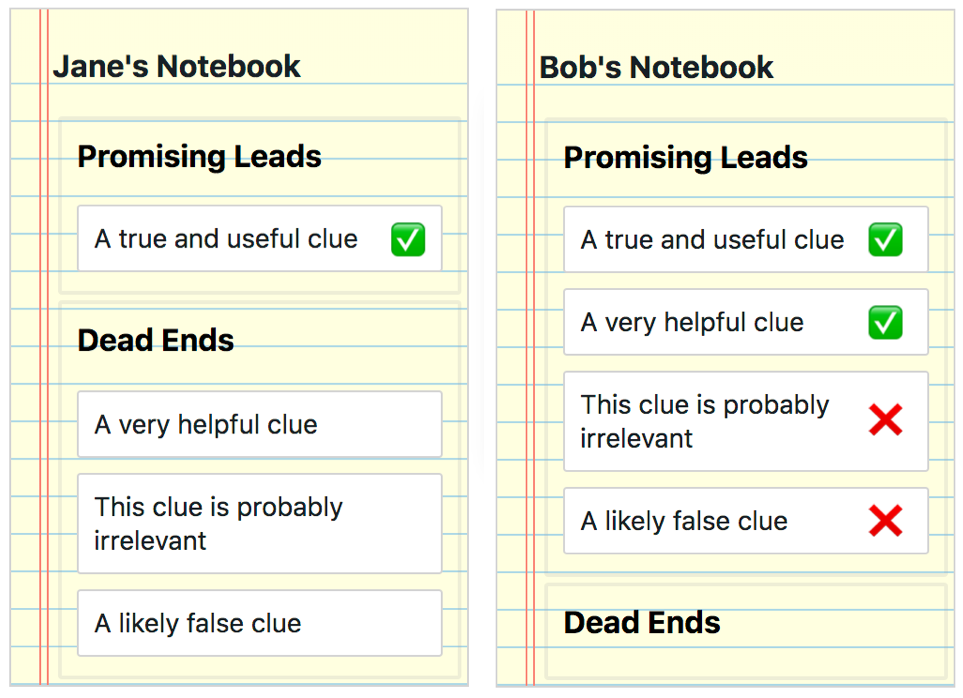 Jane's Notebook
Promising Leads
A true and useful clue ✅
Dead Ends
A very helpful clue
This clue is probably
irrelevant
A likely false clue
Bob's Notebook
Promising Leads
A true and useful clue ✅
A very helpful clue ✅
This clue is probably
irrelevant ❌
A likely false clue ❌
Dead Ends